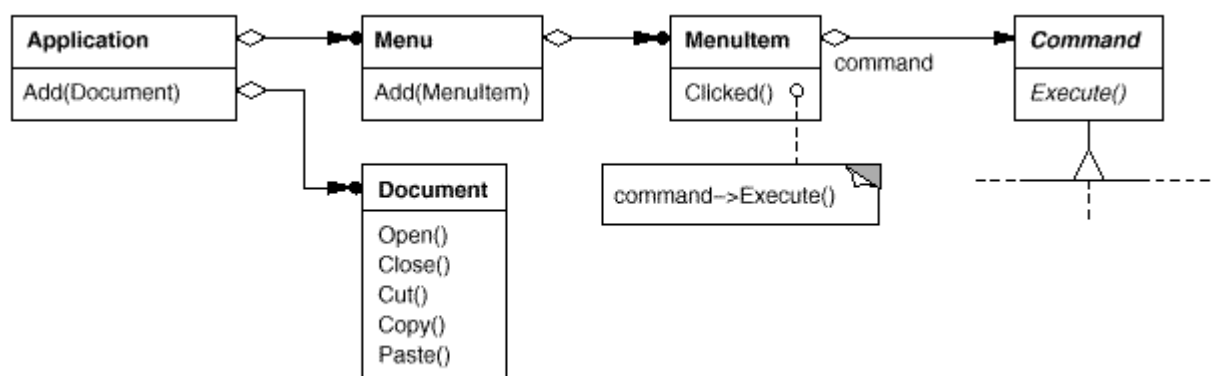 Application
Add(Document)
Menu
Add(MenuItem)
MenuItem
Clicked()
command
Command
Execute()
command−>Execute()
Document
Open()
Close()
Cut()
Copy()
Paste()